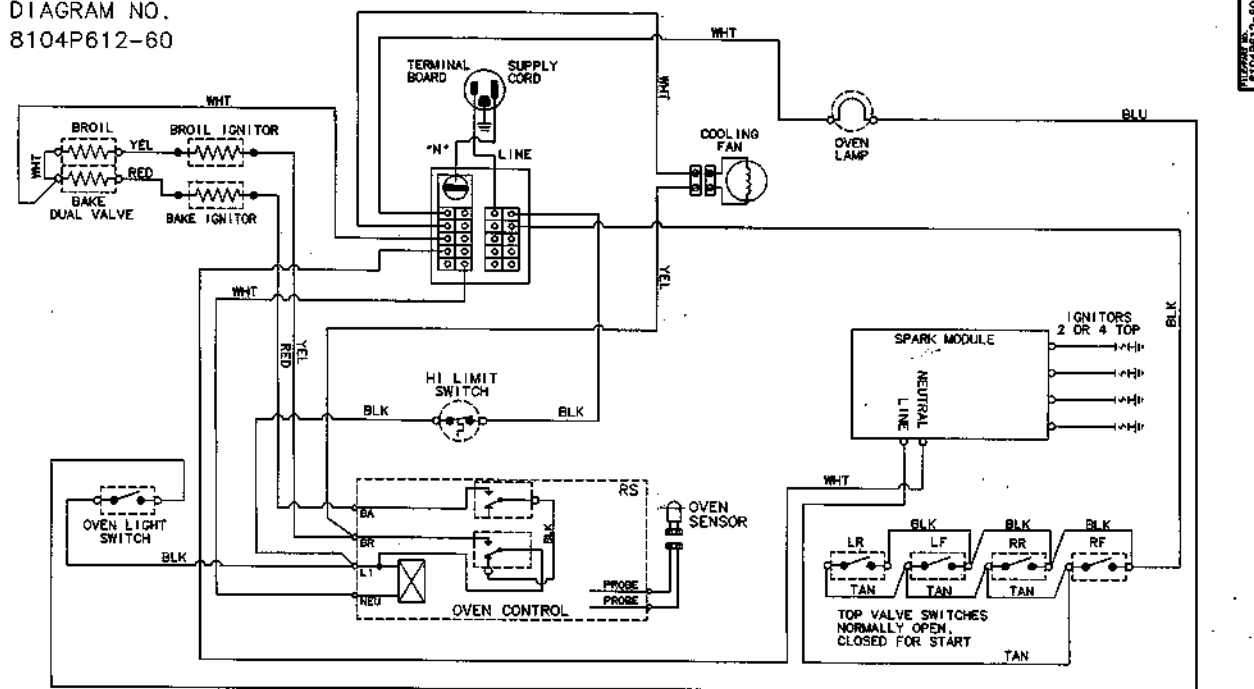 DIAGRAM NO.
8104P612-60
8104P612-60
WHT
TERMINAL
BOARD
SUPPLY
CORD
WHT
WHT
BLU
OVEN
LAMP
COOLING
FAN
BROIL
YEL
BROIL IGNITOR
"N"
LINE
WHT
RED
BAKE
DUAL VALVE
BAKE IGNITOR
WHT
YEL
BLK
YEL
RED
IGNITORS
2 OR 4 TOP
SPARK MODULE
NEUTRAL
LINE
HI LIMIT
SWITCH
BLK
BLK
WHT
RS
OVEN
SENSOR
OVEN LIGHT
SWITCH
BA
BLK
BR
BLK
L1
NEU
PROBE
PROBE
OVEN CONTROL
BLK
BLK
BLK
LR
LF
RR
RF
TAN
TAN
TAN
TOP VALVE SWITCHES
NORMALLY OPEN,
CLOSED FOR START
TAN